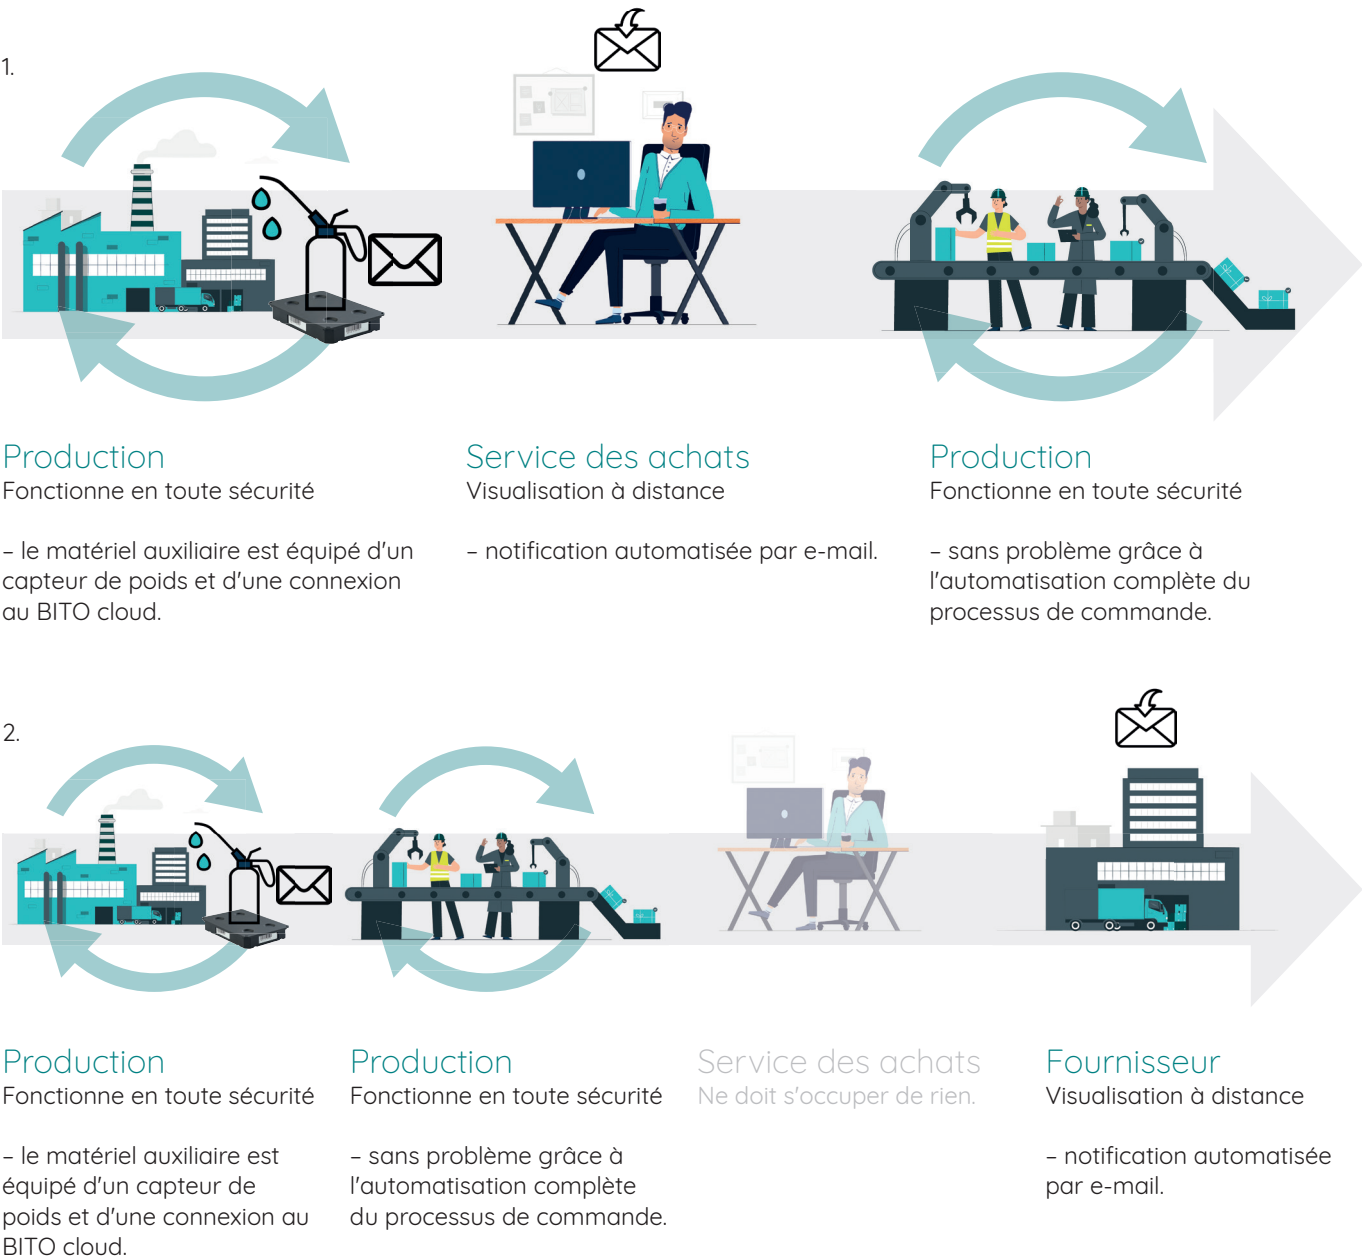 1.
Production
Fonctionne en toute sécurité
– le matériel auxiliaire est équipé d'un
capteur de poids et d'une connexion
au BITO cloud.
Service des achats
Visualisation à distance
– notification automatisée par e-mail.
Production
Fonctionne en toute sécurité
– sans problème grâce à
l'automatisation complète du
processus de commande.
2.
Production
Fonctionne en toute sécurité
– le matériel auxiliaire est
équipé d'un capteur de
poids et d'une connexion au
BITO cloud.
Production
Fonctionne en toute sécurité
– sans problème grâce à
l'automatisation complète
du processus de commande.
Service des achats
Ne doit s'occuper de rien.
Fournisseur
Visualisation à distance
– notification automatisée
par e-mail.